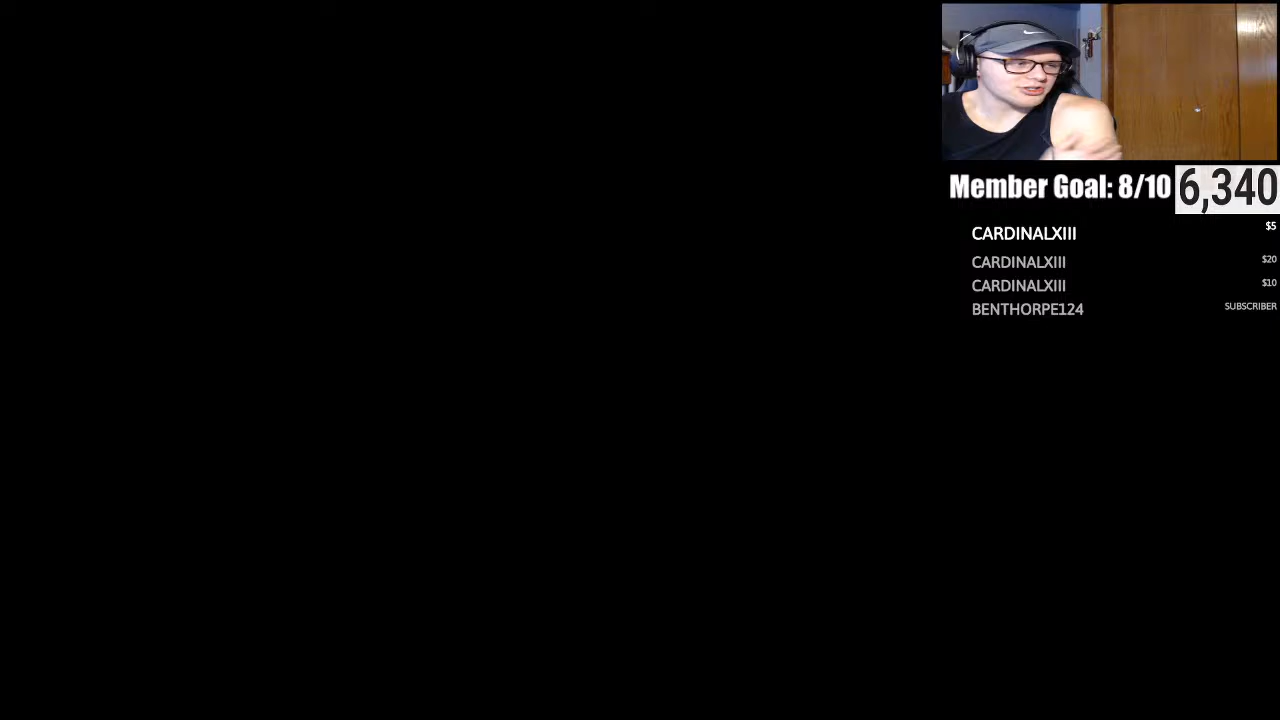 Member Goal: 8/10 6,340
CARDINALXIII $5
CARDINALXIII $20
CARDINALXIII $10
BENTHORPE124 SUBSCRIBER